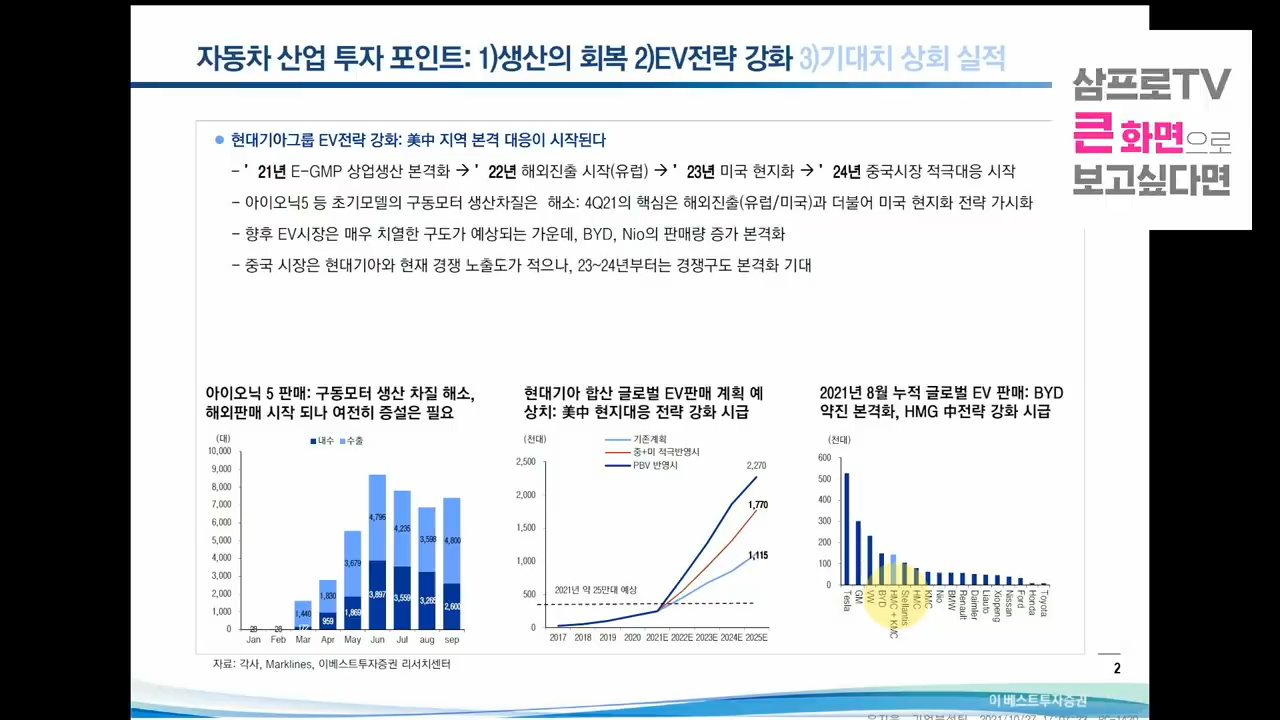 자동차 산업 투자 포인트: 1)생산의 회복 2)EV전략 강화 3)기대치 상회 실적
삼프로TV
큰 화면으로
보고싶다면
현대기아그룹 EV전략 강화: 美中 지역 본격 대응이 시작된다
– ' 21년 E-GMP 상업생산 본격화 → ' 22년 해외진출 시작(유럽) → ' 23년 미국 현지화 → ' 24년 중국시장 적극대응 시작
– 아이오닉5 등 초기모델의 구동모터 생산차질은 해소: 4Q21의 핵심은 해외진출(유럽/미국)과 더불어 미국 현지화 전략 가시화
– 향후 EV시장은 매우 치열한 구도가 예상되는 가운데, BYD, Nio의 판매량 증가 본격화
– 중국 시장은 현대기아와 현재 경쟁 노출도가 적으나, 23~24년부터는 경쟁구도 본격화 기대
아이오닉 5 판매: 구동모터 생산 차질 해소,
해외판매 시작 되나 여전히 증설은 필요
(대)
내수 수출
10,000
9,000
8,000
7,000
6,000
5,000
4,000
3,000
2,000
1,000
0
28 28 1,440 1,830 3,679 4,796 4,235 3,598 4,800
172 959 1,869 3,897 3,559 3,265 2,600
Jan Feb Mar Apr May Jun Jul aug sep
현대기아 합산 글로벌 EV판매 계획 예
상치: 美中 현지대응 전략 강화 시급
(천대)
기존계획
중+미 적극반영시
PBV 반영시
2,500
2,000
1,500
1,000
500
0
2,270
1,770
1,115
2021년 약 25만대 예상
2017 2018 2019 2020 2021E 2022E 2023E 2024E 2025E
2021년 8월 누적 글로벌 EV 판매: BYD
약진 본격화, HMG 中전략 강화 시급
(천대)
600
500
400
300
200
100
0
Tesla GM VW BYD HMC + KMC Stellantis HMC KMC Nio BMW Renault Daimler Liauto Xiopeng Nissan Ford Honda Toyota
자료: 각사, Marklines, 이베스트투자증권 리서치센터
2
이베스트투자증권